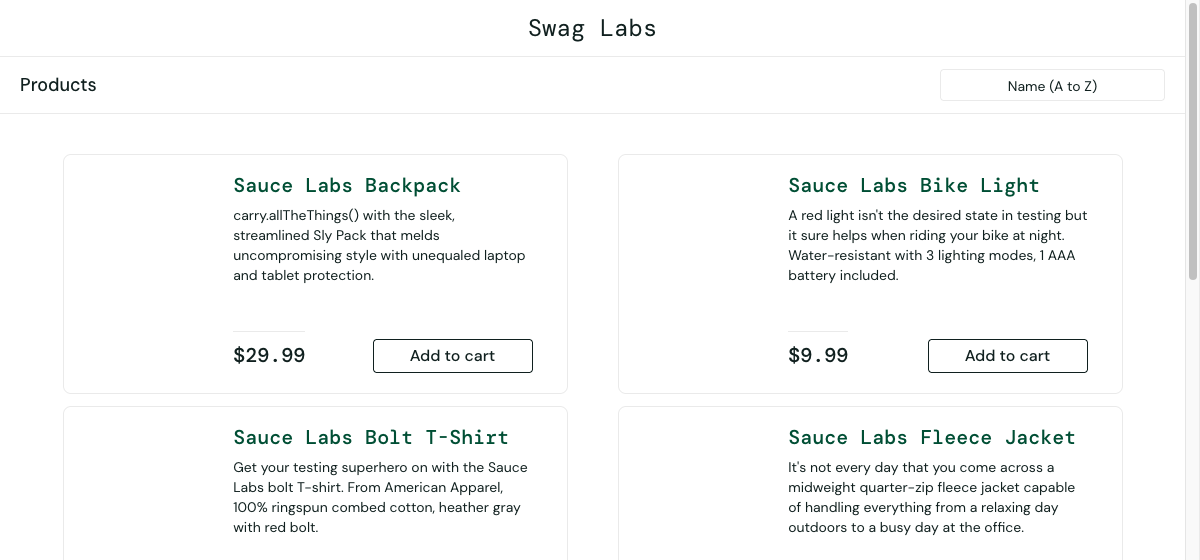 Swag Labs
Products
Name (A to Z)
Sauce Labs Backpack
carry.allTheThings() with the sleek,
streamlined Sly Pack that melds
uncompromising style with unequaled laptop
and tablet protection.
$29.99
Add to cart
Sauce Labs Bike Light
A red light isn't the desired state in testing but
it sure helps when riding your bike at night.
Water-resistant with 3 lighting modes, 1 AAA
battery included.
$9.99
Add to cart
Sauce Labs Bolt T-Shirt
Get your testing superhero on with the Sauce
Labs bolt T-shirt. From American Apparel,
100% ringspun combed cotton, heather gray
with red bolt.
Sauce Labs Fleece Jacket
It's not every day that you come across a
midweight quarter-zip fleece jacket capable
of handling everything from a relaxing day
outdoors to a busy day at the office.